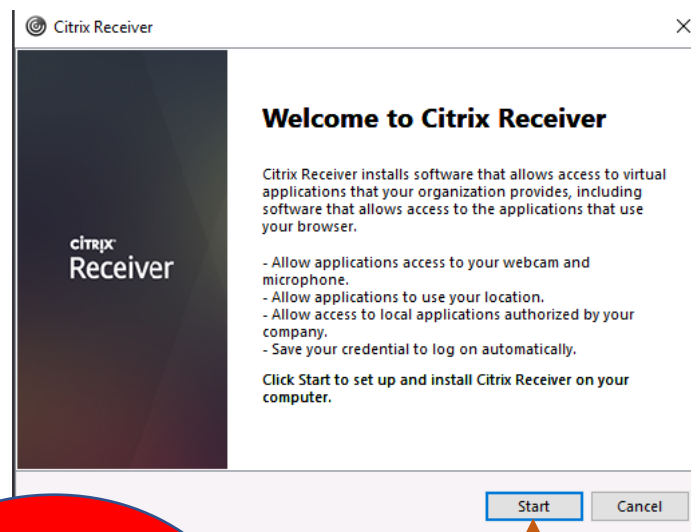 Citrix Receiver
Welcome to Citrix Receiver
Citrix Receiver installs software that allows access to virtual
applications that your organization provides, including
software that allows access to the applications that use
your browser.
- Allow applications access to your webcam and
microphone.
- Allow applications to use your location.
- Allow access to local applications authorized by your
company.
- Save your credential to log on automatically.
Click Start to set up and install Citrix Receiver on your
computer.
CITRIX
Receiver
Start
Cancel